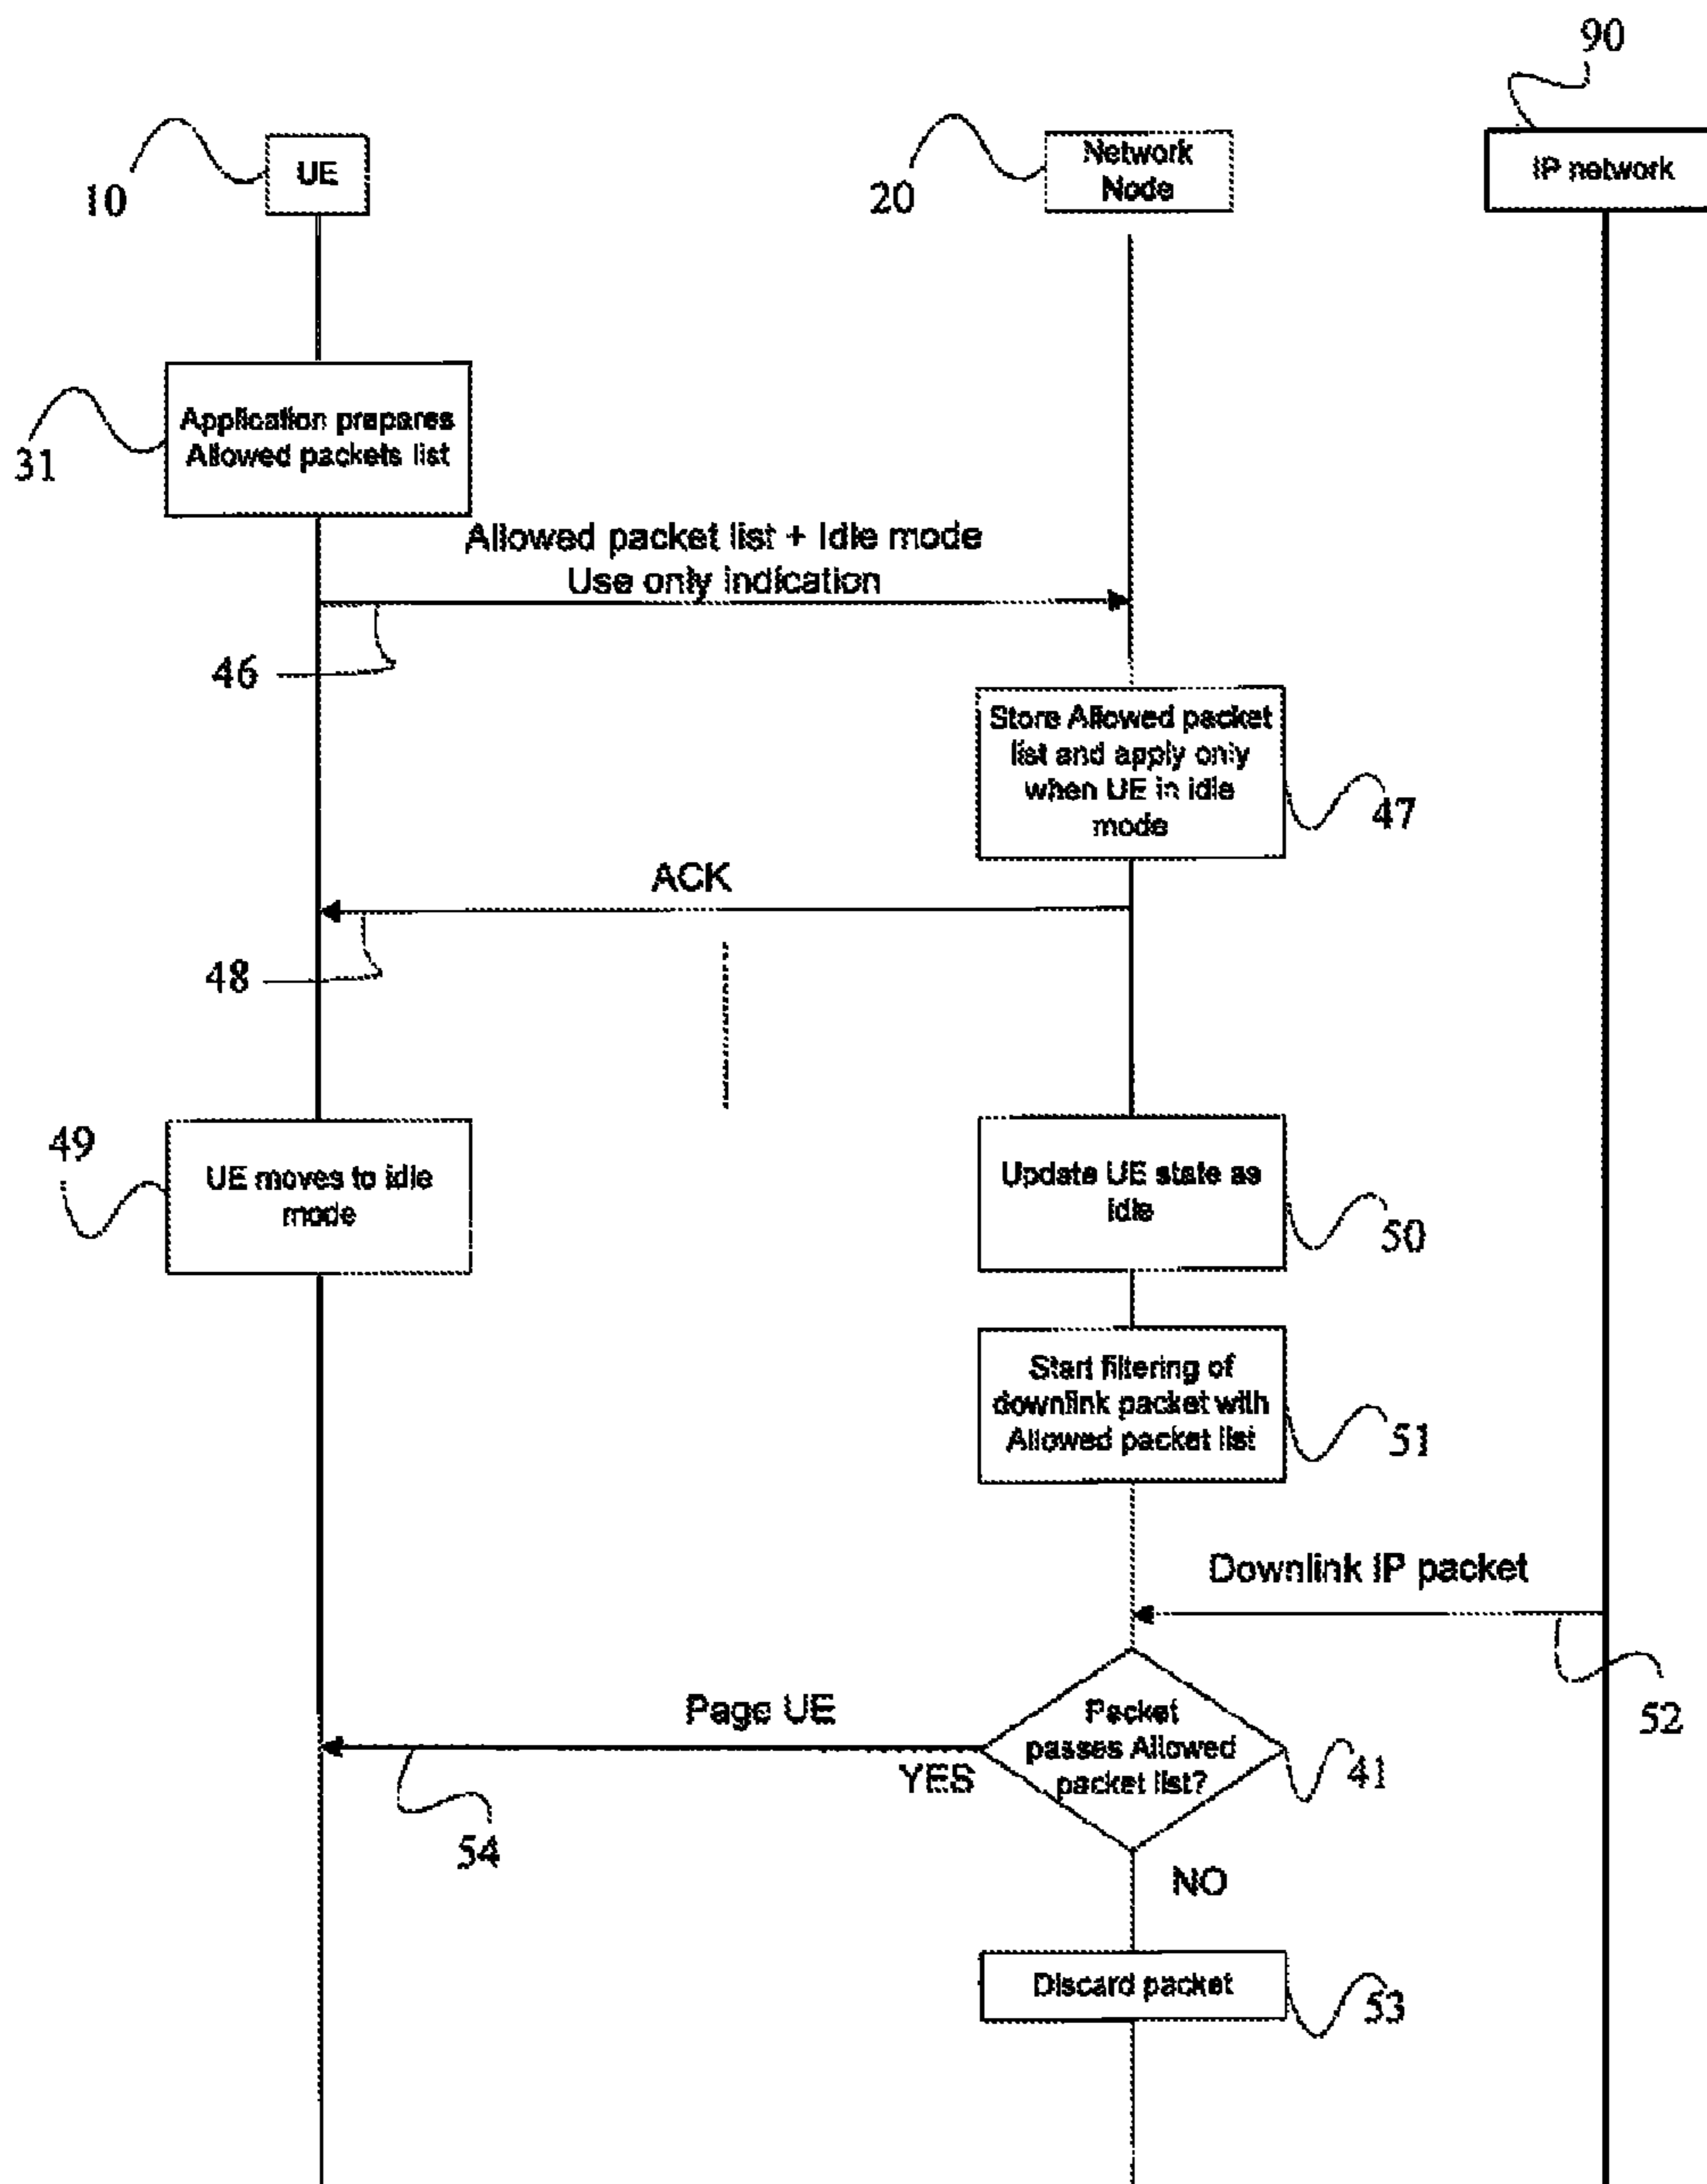 90
10
UE
20
Network
Node
IP network
31
Application prepares
Allowed packets list
Allowed packet list + Idle mode
Use only indication
46
Store Allowed packet
list and apply only
when UE in idle
mode
47
ACK
48
49
UE moves to idle
mode
Update UE state as
idle
50
Start filtering of
downlink packet with
Allowed packet list
51
Downlink IP packet
52
Page UE
YES
54
Packet
passes Allowed
packet list?
41
NO
Discard packet
53